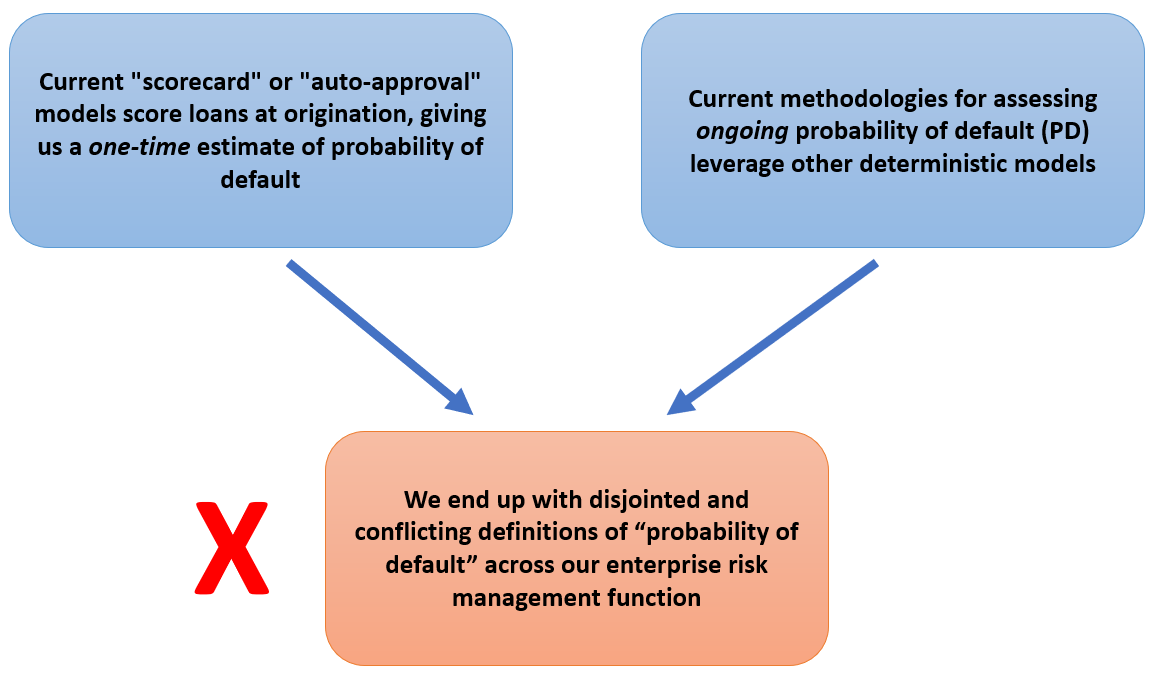 Current "scorecard" or "auto-approval"
models score loans at origination, giving
us a one-time estimate of probability of
default
Current methodologies for assessing
ongoing probability of default (PD)
leverage other deterministic models
X
We end up with disjointed and
conflicting definitions of “probability of
default” across our enterprise risk
management function